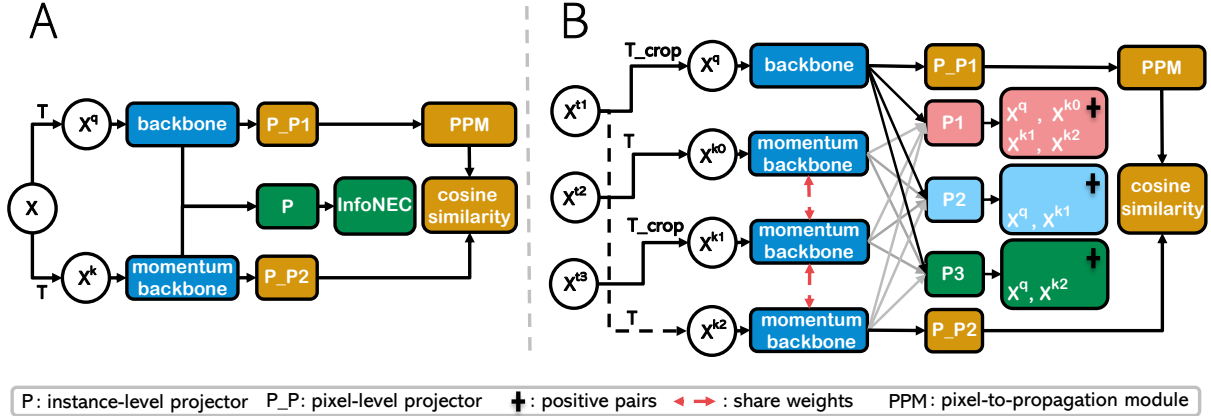 A
X
T
T
X^q
X^k
backbone
momentum
backbone
P_P1
P
P_P2
InfoNEC
PPM
cosine
similarity
B
X^t1
X^t2
X^t3
T_crop
T
T_crop
T
X^q
X^k0
X^k1
X^k2
backbone
momentum
backbone
momentum
backbone
momentum
backbone
P_P1
P1
P2
P3
P_P2
X^q , X^k0
X^k1, X^k2
X^q, X^k1
X^q, X^k2
PPM
cosine
similarity
P: instance-level projector P_P: pixel-level projector ✚: positive pairs : share weights PPM: pixel-to-propagation module